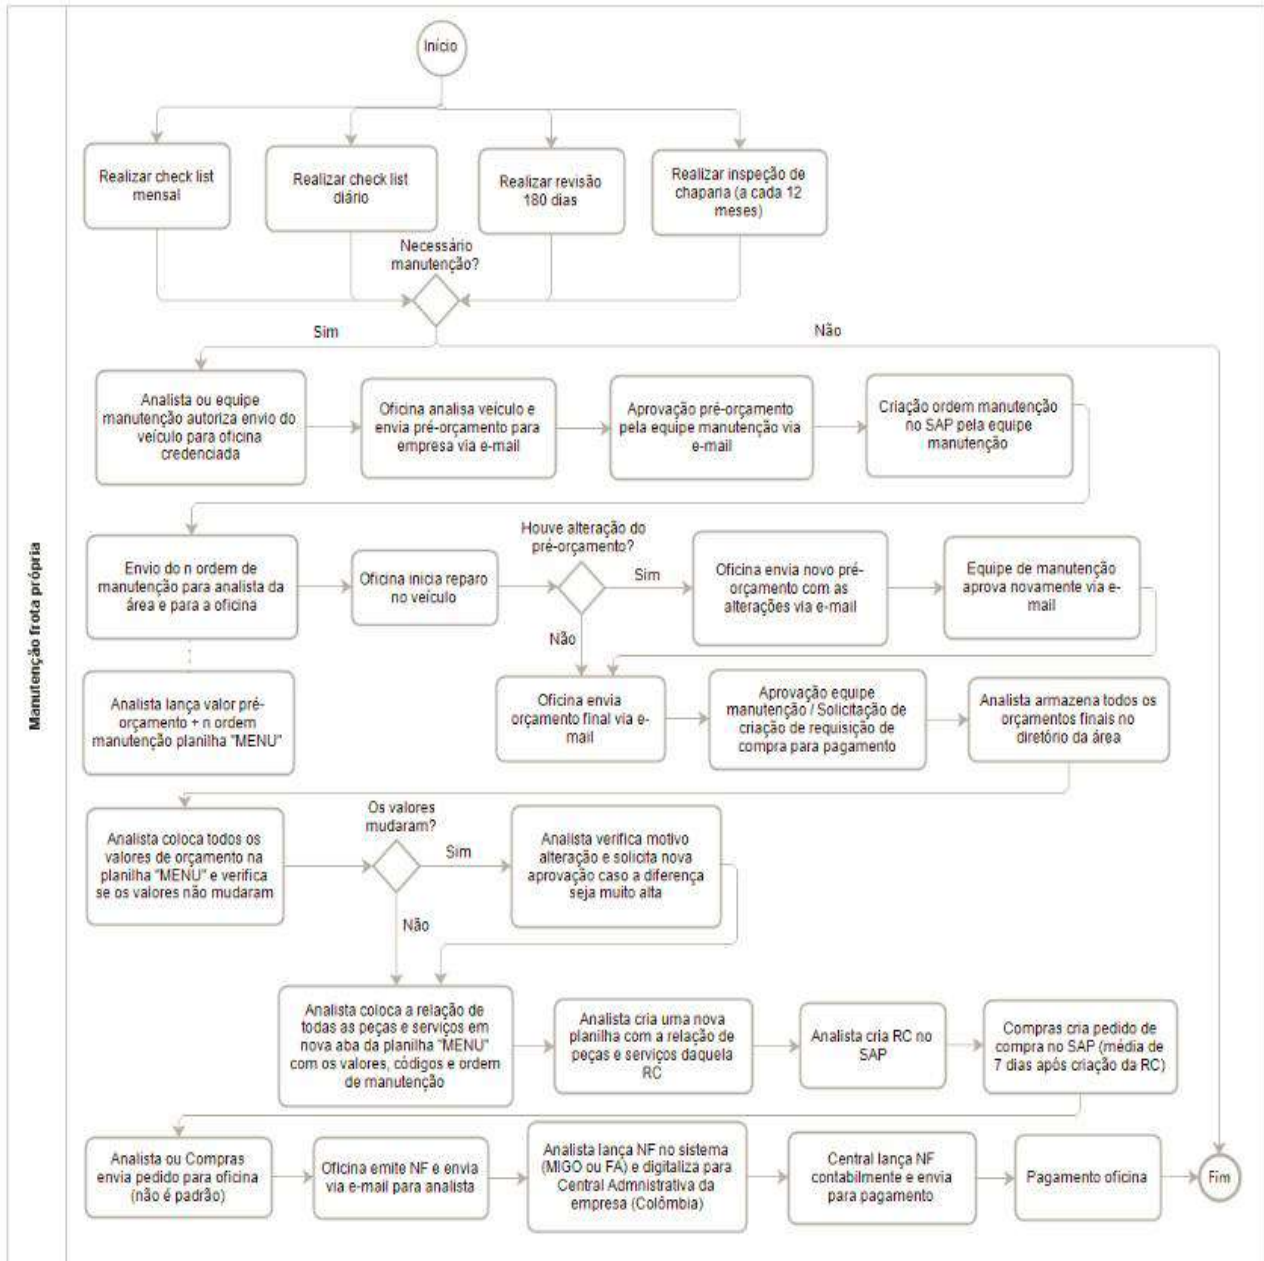 Manutenção frota própria
Início
Realizar check list
mensal
Realizar check list
diário
Realizar revisão
180 dias
Realizar inspeção de
chaparia (a cada 12
meses)
Necessário
manutenção?
Sim
Não
Analista ou equipe
manutenção autoriza envio do
veículo para oficina
credenciada
Oficina analisa veículo e
envia pré-orçamento para
empresa via e-mail
Aprovação pré-orçamento
pela equipe manutenção via
e-mail
Criação ordem manutenção
no SAP pela equipe
manutenção
Envio do n ordem de
manutenção para analista da
área e para a oficina
Oficina inicia reparo
no veículo
Houve alteração do
pré-orçamento?
Sim
Não
Oficina envia novo pré-
orçamento com as
alterações via e-mail
Equipe de manutenção
aprova novamente via e-
mail
Analista lança valor pré-
orçamento + n ordem
manutenção planilha "MENU"
Oficina envia
orçamento final via e-
mail
Aprovação equipe
manutenção / Solicitação de
criação de requisição de
compra para pagamento
Analista armazena todos os
orçamentos finais no
diretório da área
Analista coloca todos os
valores de orçamento na
planilha "MENU" e verifica
se os valores não mudaram
Os valores
mudaram?
Sim
Não
Analista verifica motivo
alteração e solicita nova
aprovação caso a diferença
seja muito alta
Analista coloca a relação de
todas as peças e serviços em
nova aba da planilha "MENU"
com os valores, códigos e ordem
de manutenção
Analista cria uma nova
planilha com a relação de
peças e serviços daquela
RC
Analista cria RC no
SAP
Compras cria pedido de
compra no SAP (média de
7 dias após criação da RC)
Analista ou Compras
envia pedido para oficina
(não é padrão)
Oficina emite NF e envia
via e-mail para analista
Analista lança NF no sistema
(MIGO ou FA) e digitaliza para
Central Admnistrativa da
empresa (Colômbia)
Central lança NF
contabilmente e envia
para pagamento
Pagamento oficina
Fim